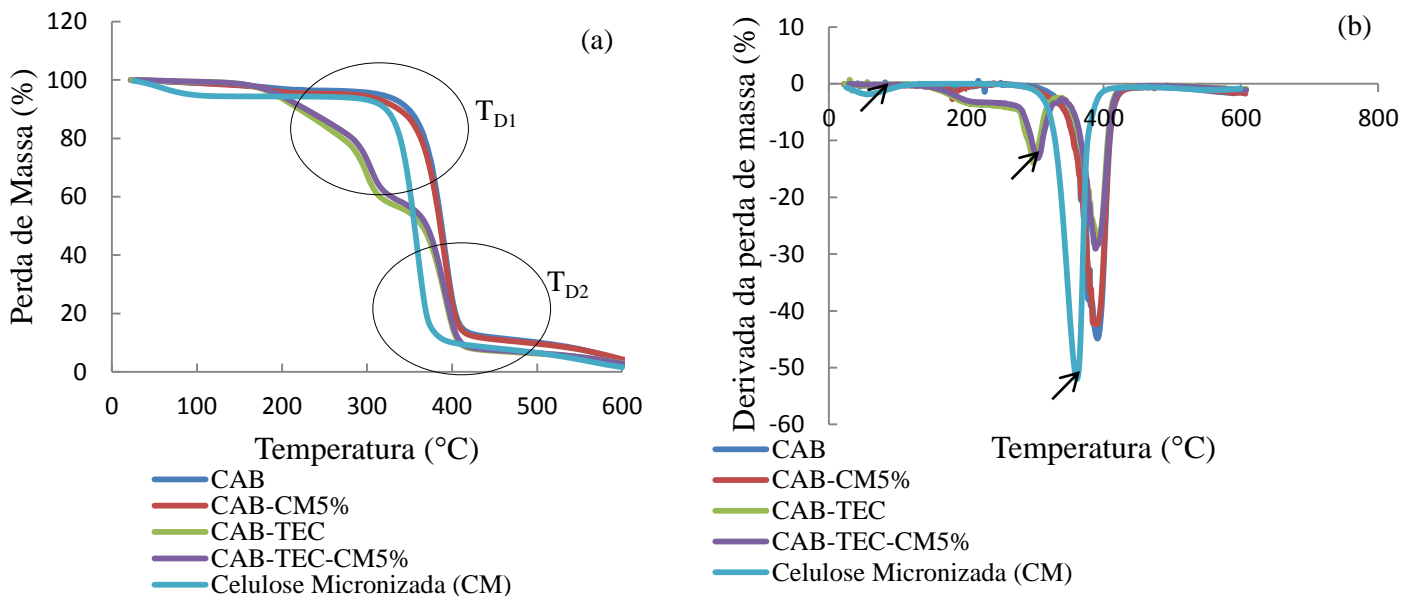 (a)
Perda de Massa (%)
120
100
80
60
40
20
0
T_D1
T_D2
0 100 200 300 400 500 600
Temperatura (°C)
CAB
CAB-CM5%
CAB-TEC
CAB-TEC-CM5%
Celulose Micronizada (CM)
(b)
Derivada da perda de massa (%)
10
0
-10
-20
-30
-40
-50
-60
0 200 400 600 800
Temperatura (°C)
CAB
CAB-CM5%
CAB-TEC
CAB-TEC-CM5%
Celulose Micronizada (CM)